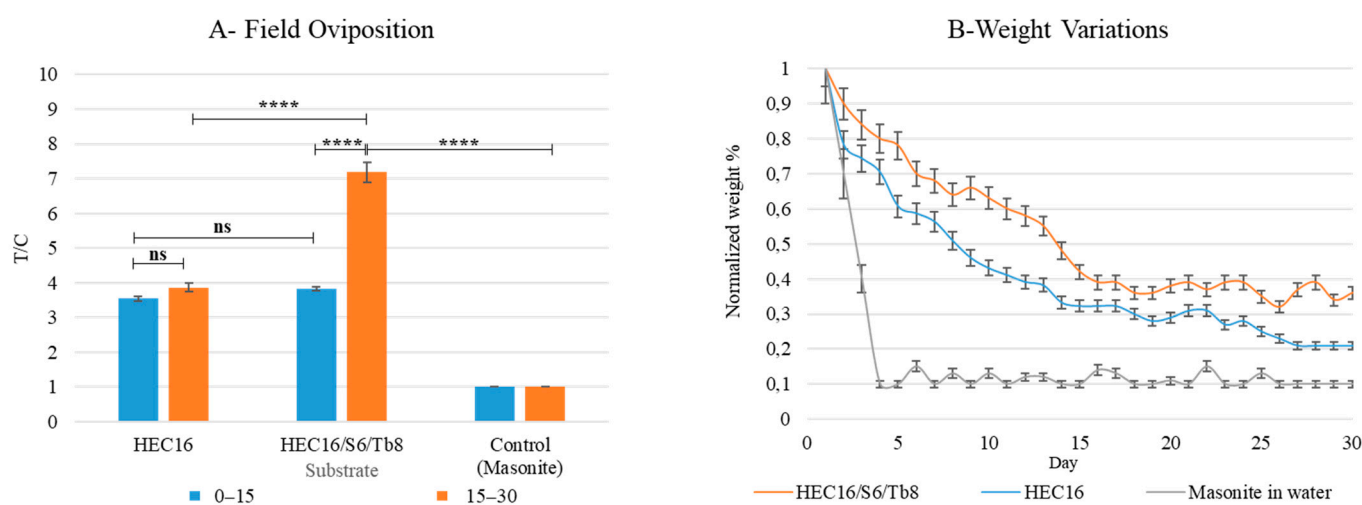 A- Field Oviposition
10
9
8
7
6
5
4
3
2
1
0
T/C
****
**** ****
ns
ns
HEC16 HEC16/S6/Tb8 Control
(Masonite)
Substrate
0–15 15–30
B-Weight Variations
1
0,9
0,8
0,7
0,6
0,5
0,4
0,3
0,2
0,1
0
Normalized weight %
0 5 10 15 20 25 30
Day
HEC16/S6/Tb8 HEC16 Masonite in water